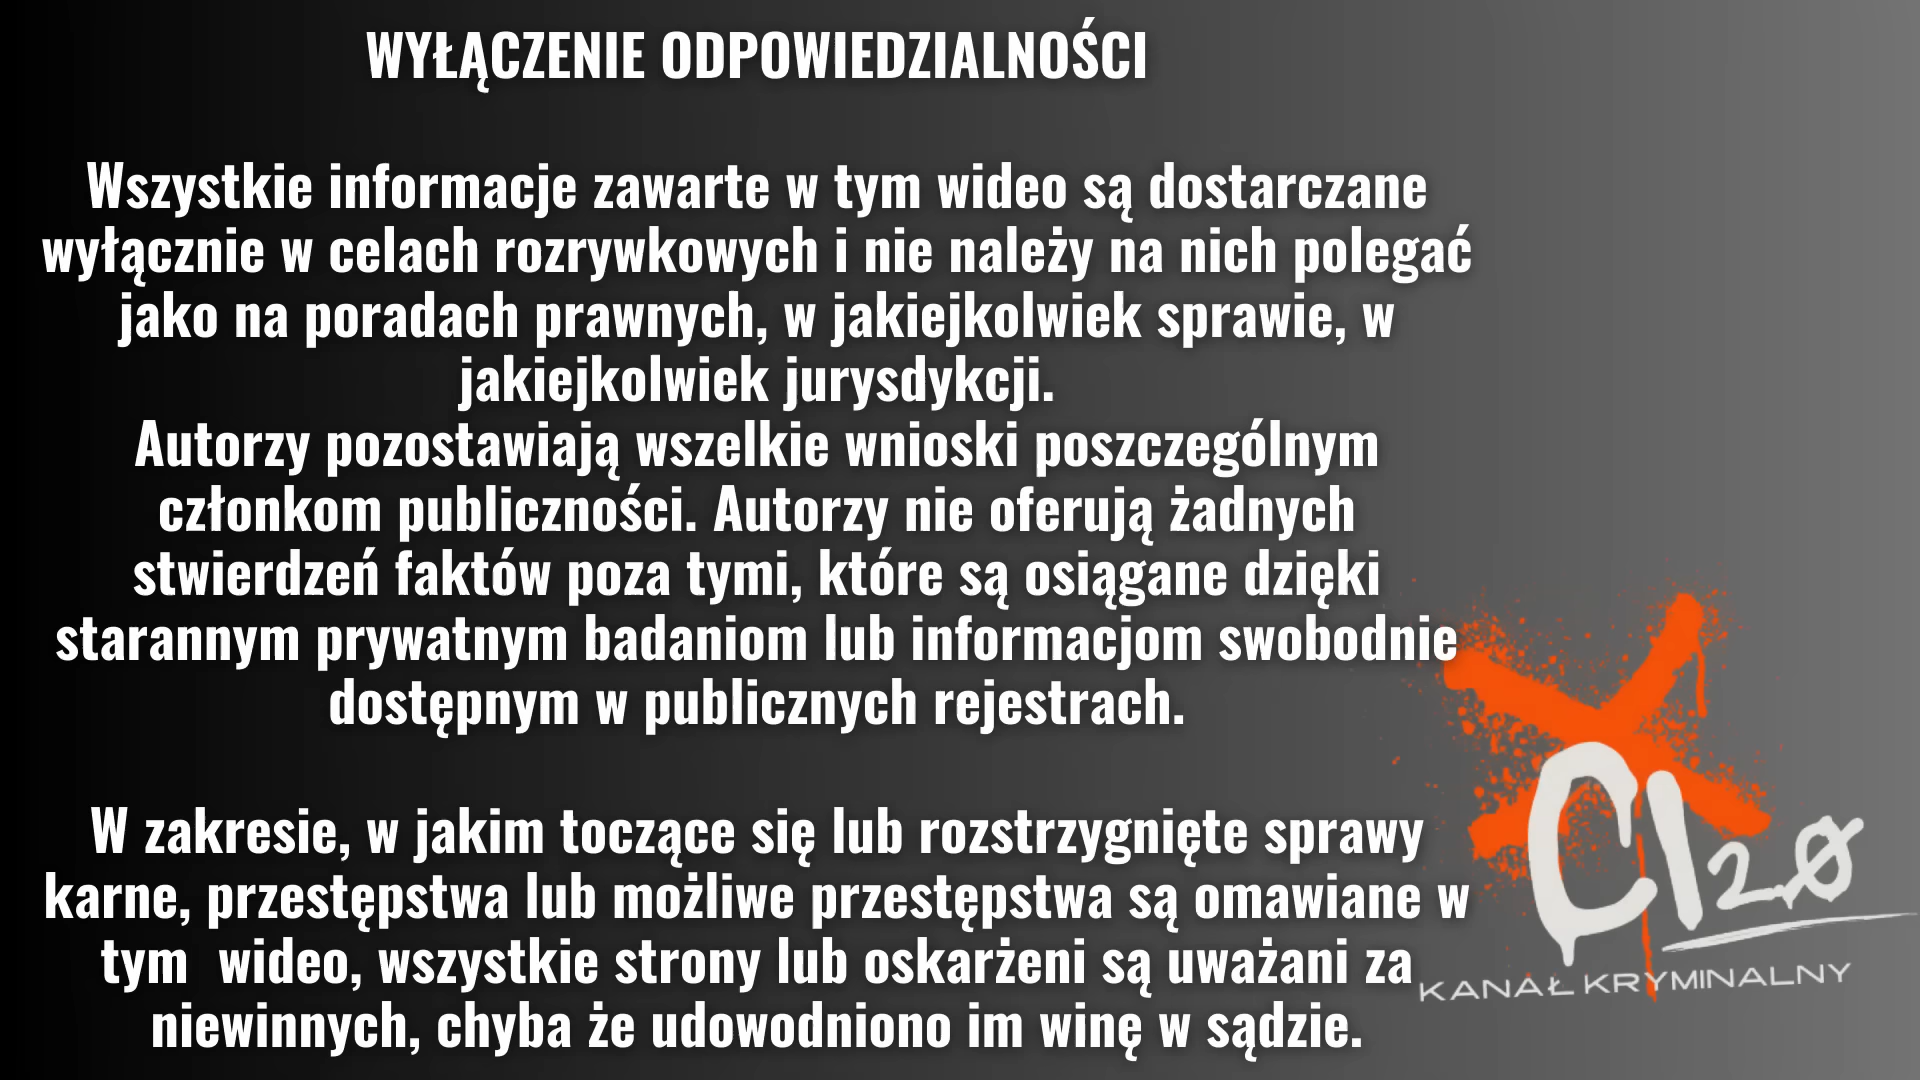 WYŁĄCZENIE ODPOWIEDZIALNOŚCI
Wszystkie informacje zawarte w tym wideo są dostarczane
wyłącznie w celach rozrywkowych i nie należy na nich polegać
jako na poradach prawnych, w jakiejkolwiek sprawie, w
jakiejkolwiek jurysdykcji.
Autorzy pozostawiają wszelkie wnioski poszczególnym
członkom publiczności. Autorzy nie oferują żadnych
stwierdzeń faktów poza tymi, które są osiągane dzięki
starannym prywatnym badaniom lub informacjom swobodnie
dostępnym w publicznych rejestrach.
W zakresie, w jakim toczące się lub rozstrzygnięte sprawy
karne, przestępstwa lub możliwe przestępstwa są omawiane w
tym  wideo, wszystkie strony lub oskarżeni są uważani za
niewinnych, chyba że udowodniono im winę w sądzie.
CI 2.0
KANAŁ KRYMINALNY